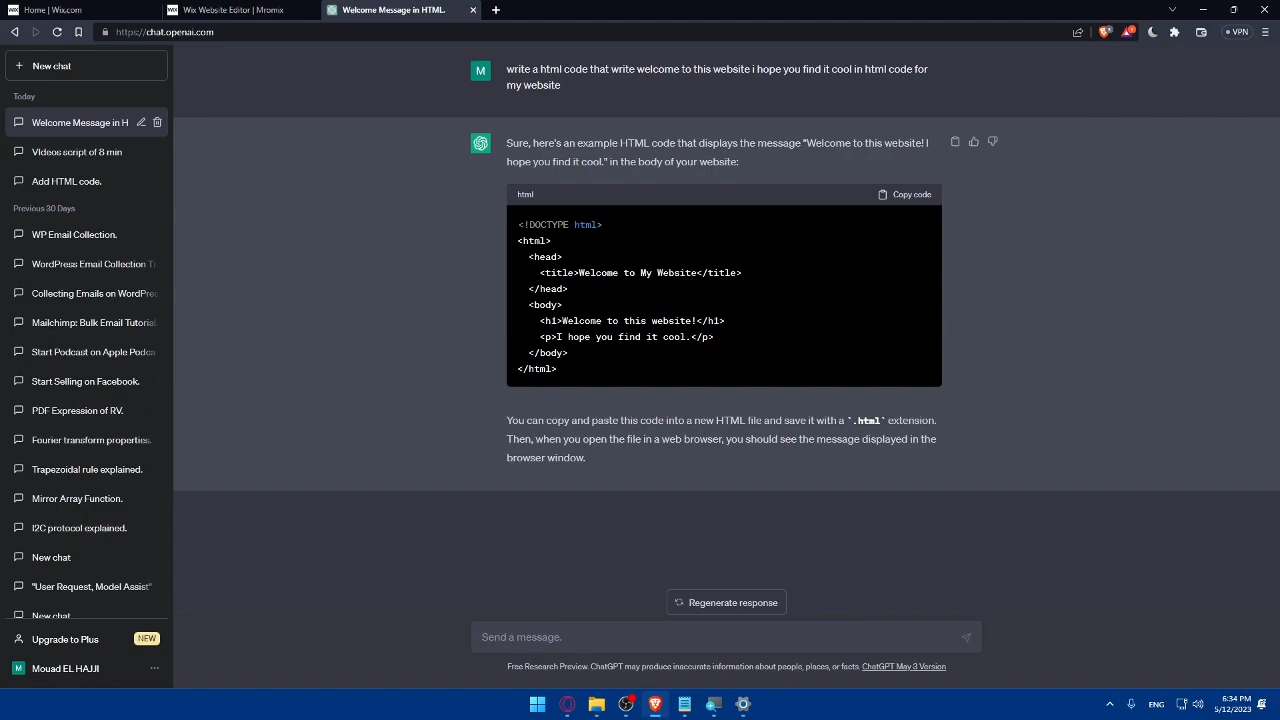 Home | Wix.com
Wix Website Editor | Mromix
Welcome Message in HTML.
https://chat.openai.com
VPN
New chat
Today
Welcome Message in H
VIdeos script of 8 min
Add HTML code.
Previous 30 Days
WP Email Collection.
WordPress Email Collection Ti
Collecting Emails on WordPres
Mailchimp: Bulk Email Tutorial.
Start Podcast on Apple Podca
Start Selling on Facebook.
PDF Expression of RV.
Fourier transform properties.
Trapezoidal rule explained.
Mirror Array Function.
I2C protocol explained.
New chat
"User Request, Model Assist"
New chat
Upgrade to Plus
NEW
M
Mouad EL HAJJI
M
write a html code that write welcome to this website i hope you find it cool in html code for
my website
Sure, here's an example HTML code that displays the message "Welcome to this website! I
hope you find it cool." in the body of your website:
html
Copy code
<!DOCTYPE html>
<html>
<head>
<title>Welcome to My Website</title>
</head>
<body>
<h1>Welcome to this website!</h1>
<p>I hope you find it cool.</p>
</body>
</html>
You can copy and paste this code into a new HTML file and save it with a `.html` extension.
Then, when you open the file in a web browser, you should see the message displayed in the
browser window.
Regenerate response
Send a message.
Free Research Preview. ChatGPT may produce inaccurate information about people, places, or facts. ChatGPT May 3 Version
ENG
6:34 PM
5/12/2023